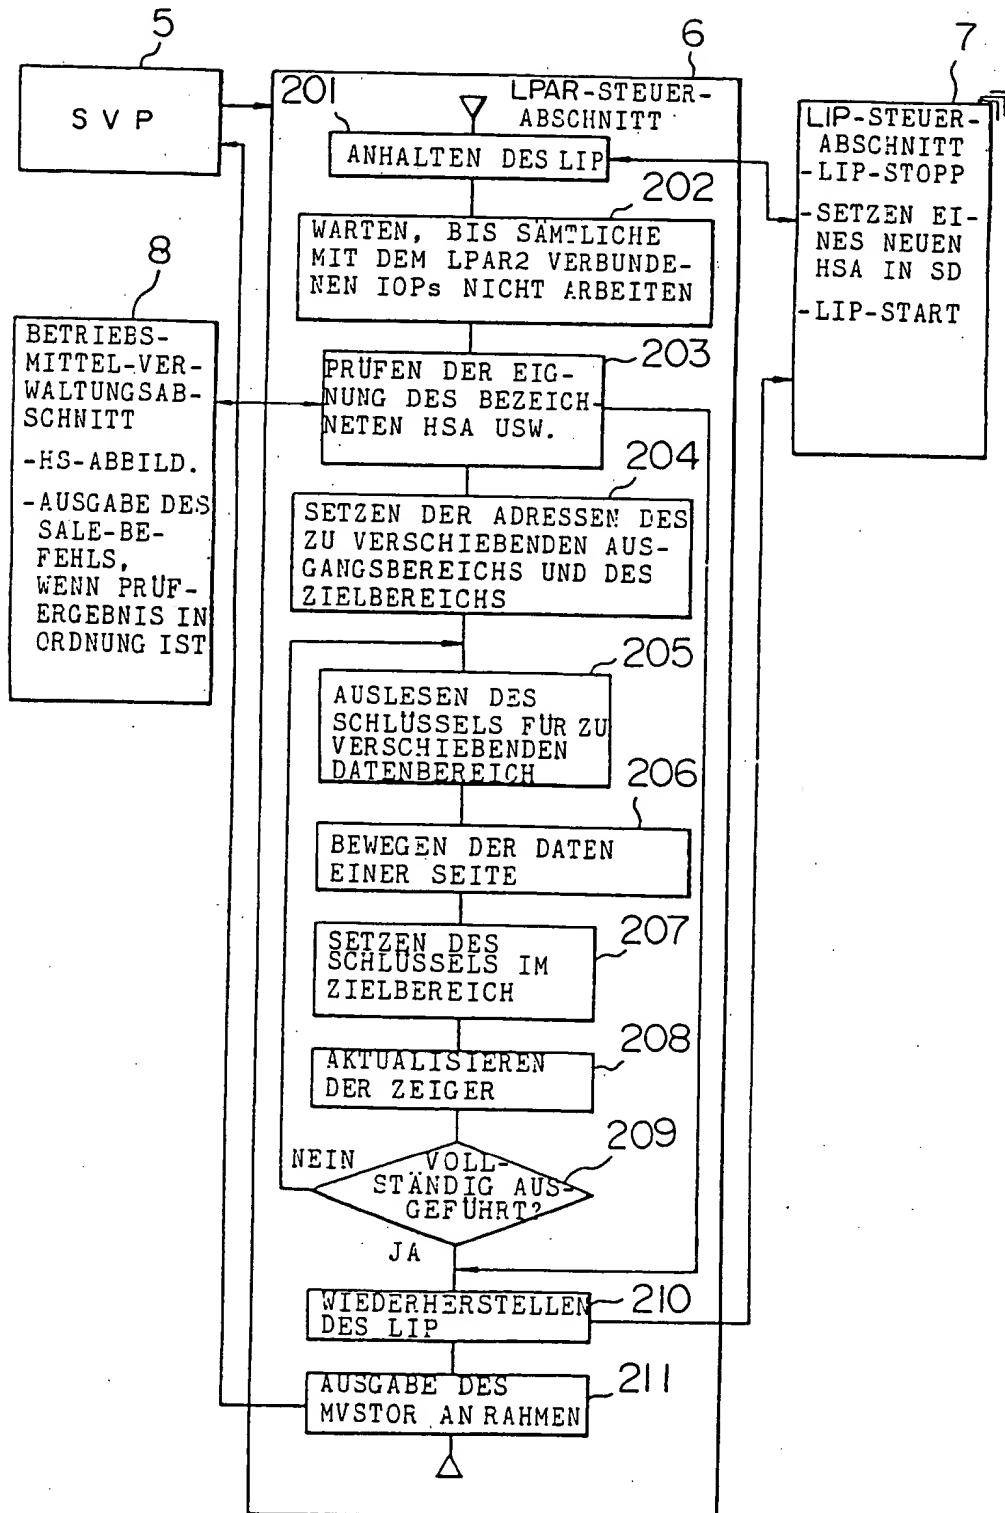 5
SVP
6
7
201
LPAR-STEUER-
ABSCHNITT
ANHALTEN DES LIP
LIP-STEUER-
ABSCHNITT
-LIP-STOPP
-SETZEN EI-
NES NEUEN
HSA IN SD
-LIP-START
202
WARTEN, BIS SÄMTLICHE
MIT DEM LPAR2 VERBUNDE-
NEN IOPs NICHT ARBEITEN
8
BETRIEBS-
MITTEL-VER-
WALTUNGSAB-
SCHNITT
-HS-ABBILD.
-AUSGABE DES
SALE-BE-
FEHLS,
WENN PRÜF-
ERGEBNIS IN
ORDNUNG IST
203
PRÜFEN DER EIG-
NUNG DES BEZEICH-
NETEN HSA USW.
204
SETZEN DER ADRESSEN DES
ZU VERSCHIEBENDEN AUS-
GANGSBEREICHS UND DES
ZIELBEREICHS
205
AUSLESEN DES
SCHLÜSSELS FÜR ZU
VERSCHIEBENDEN
DATENBEREICH
206
BEWEGEN DER DATEN
EINER SEITE
207
SETZEN DES
SCHLÜSSELS IM
ZIELBEREICH
208
AKTUALISIEREN
DER ZEIGER
209
NEIN
VOLL-
STÄNDIG AUS-
GEFÜHRT?
JA
210
WIEDERHERSTELLEN
DES LIP
211
AUSGABE DES
MVSTOR AN RAHMEN